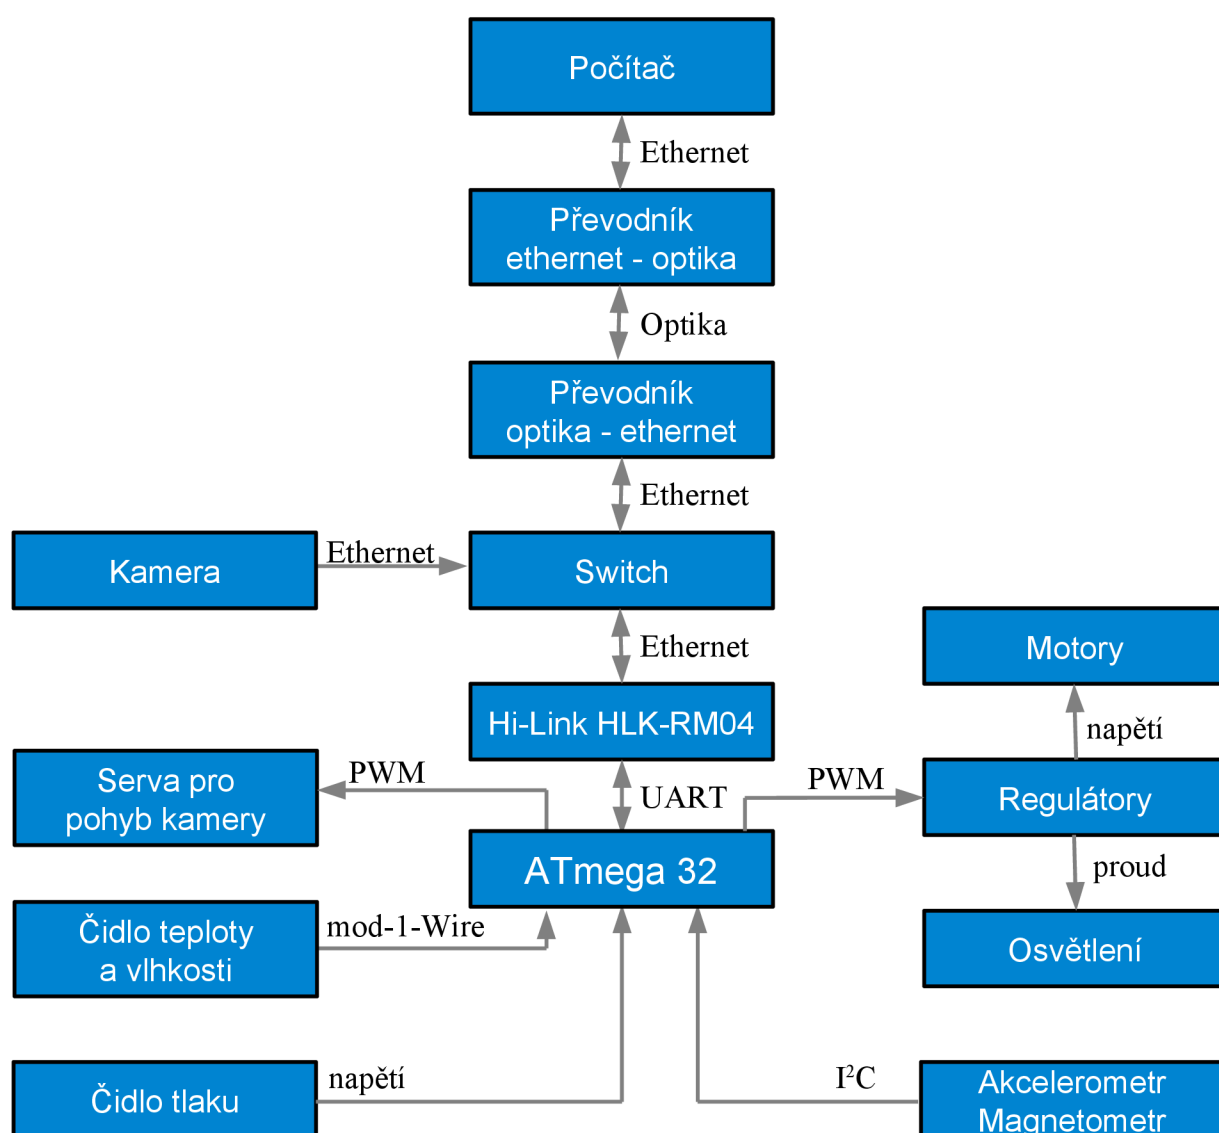 Počítač
Ethernet
Převodník
ethernet - optika
Optika
Převodník
optika - ethernet
Ethernet
Kamera
Ethernet
Switch
Ethernet
Motory
Hi-Link HLK-RM04
napětí
Serva pro
pohyb kamery
PWM
UART
PWM
Regulátory
ATmega 32
proud
Čidlo teploty
a vlhkosti
mod-1-Wire
Osvětlení
Čidlo tlaku
napětí
I²C
Akcelerometr
Magnetometr